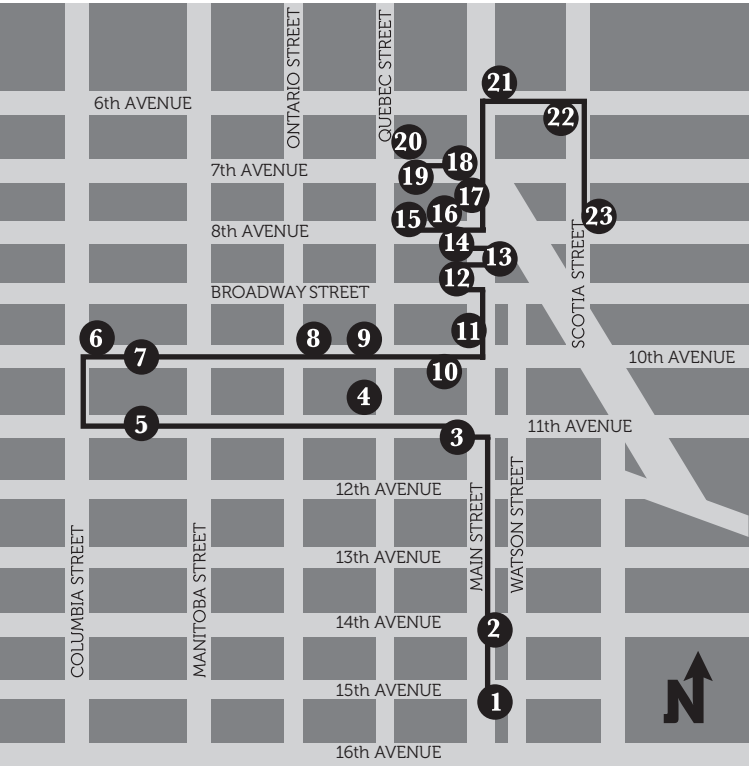 ONTARIO STREET
QUEBEC STREET
21
6th AVENUE
22
20
18
7th AVENUE
19
17
16
15
23
8th AVENUE
14
13
12
SCOTIA STREET
BROADWAY STREET
11
6
8
9
7
10th AVENUE
10
4
5
3
11th AVENUE
12th AVENUE
MAIN STREET
WATSON STREET
COLUMBIA STREET
MANITOBA STREET
13th AVENUE
14th AVENUE
2
15th AVENUE
1
N
16th AVENUE